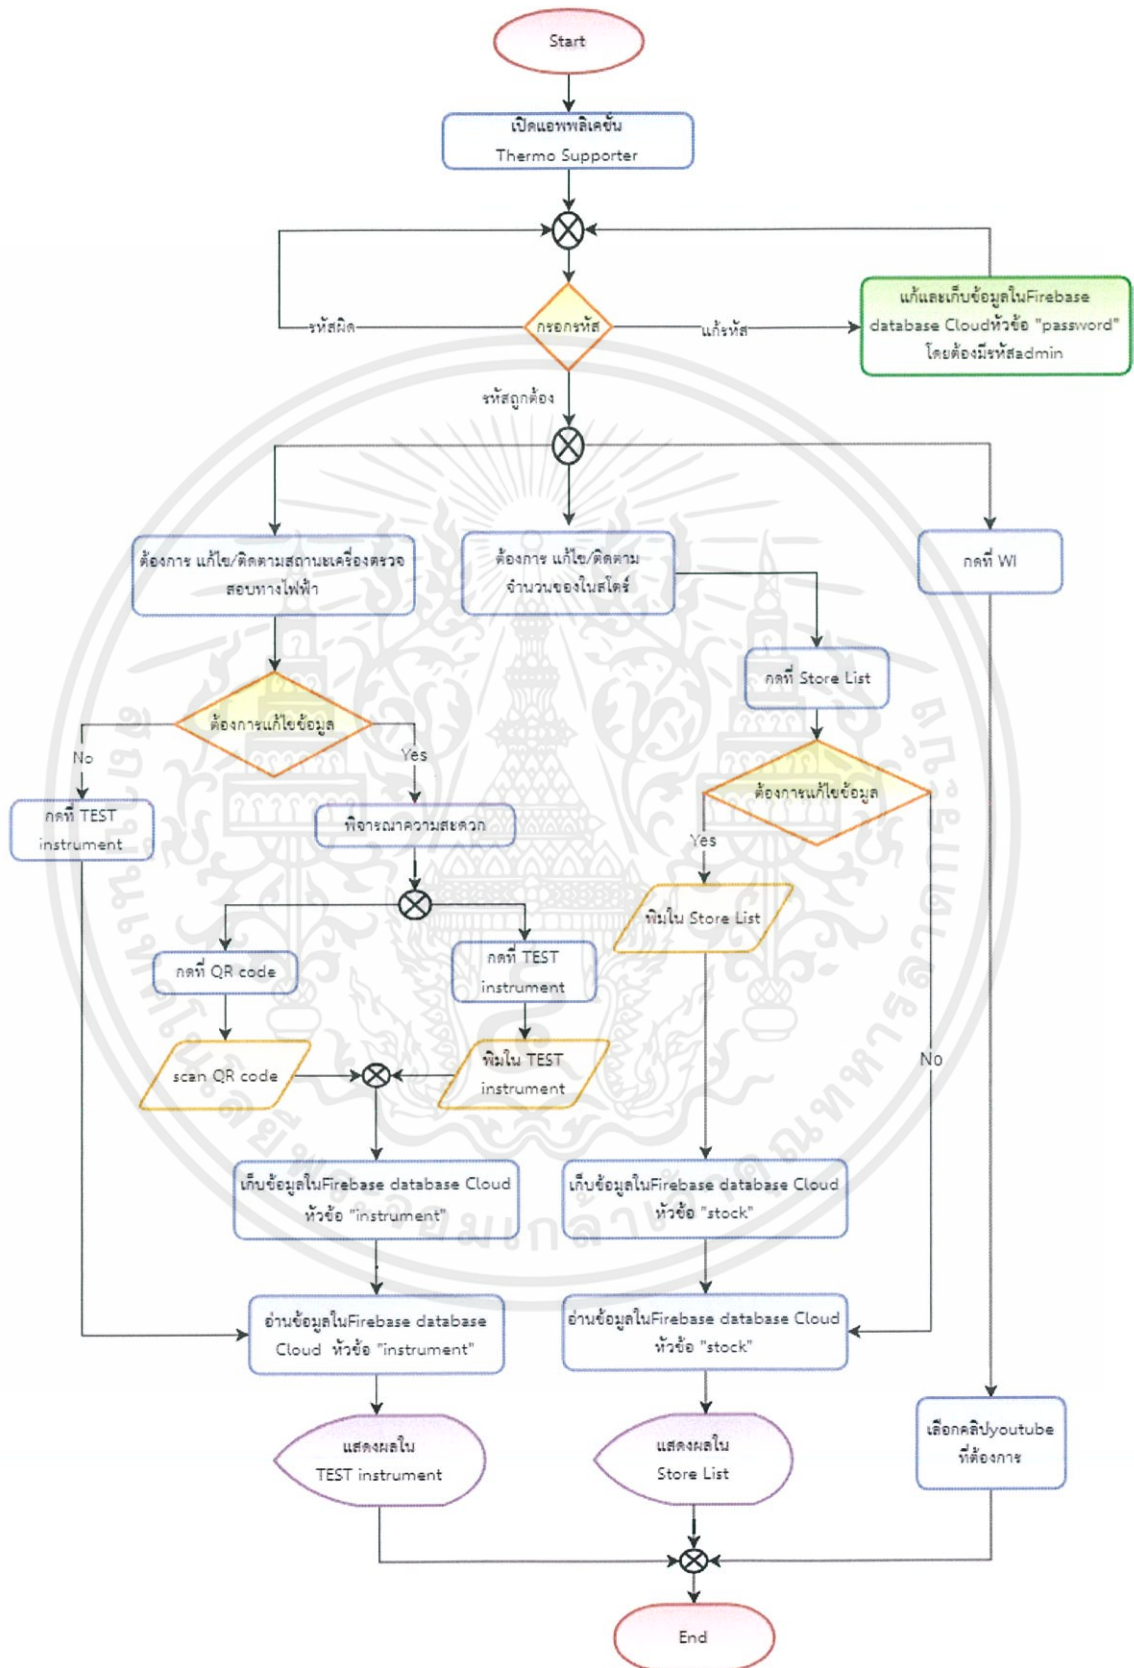 Start
เปิดแอพพลิเคชั่น
Thermo Supporter
กรอกรหัส
รหัสผิด
แก้รหัส
แก้และเก็บข้อมูลในFirebase
database Cloudหัวข้อ "password"
โดยต้องมีรหัสadmin
รหัสถูกต้อง
ต้องการ แก้ไข/ติดตามสถานะเครื่องตรวจ
สอบทางไฟฟ้า
ต้องการ แก้ไข/ติดตาม
จำนวนของในสโตร์
กดที่ WI
กดที่ Store List
ต้องการแก้ไขข้อมูล
No
Yes
ต้องการแก้ไขข้อมูล
Yes
No
กดที่ TEST
instrument
พิจารณาความสะดวก
พิมใน Store List
กดที่ QR code
กดที่ TEST
instrument
scan QR code
พิมใน TEST
instrument
เก็บข้อมูลในFirebase database Cloud
หัวข้อ "instrument"
เก็บข้อมูลในFirebase database Cloud
หัวข้อ "stock"
อ่านข้อมูลในFirebase database
Cloud หัวข้อ "instrument"
อ่านข้อมูลในFirebase database Cloud
หัวข้อ "stock"
แสดงผลใน
TEST instrument
แสดงผลใน
Store List
เลือกคลิปyoutube
ที่ต้องการ
End